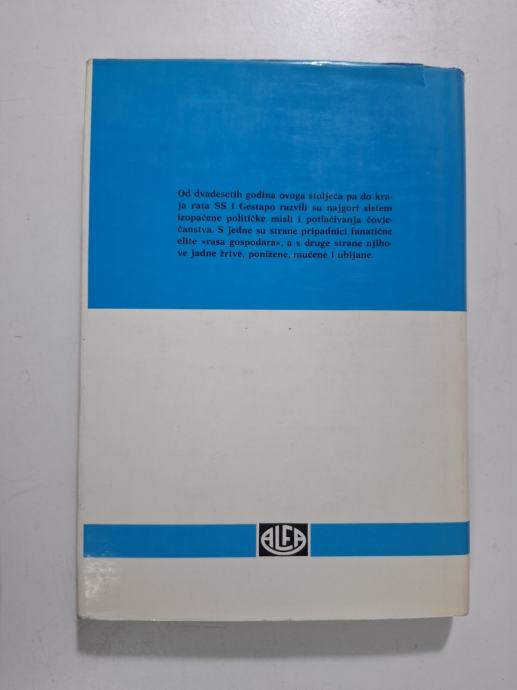 Od dvadesetih godina ovoga stoljeća pa do kra-
ja rata SS i Gestapo razvili su najgori sistem
izopačene političke misli i potlačivanja čovje-
čanstva. S jedne su strane pripadnici fanatične
elite »rasa gospodara«, a s druge strane njiho-
ve jadne žrtve, ponižene, mučene i ubijane.
ALFA